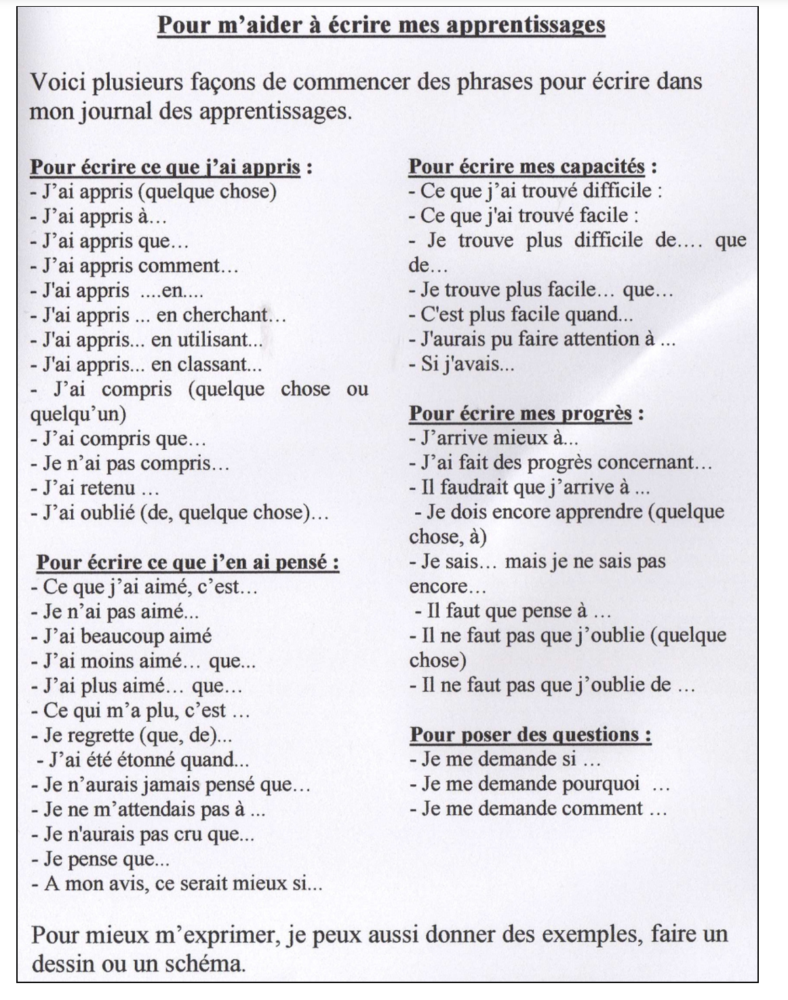 Pour m’aider à écrire mes apprentissages
Voici plusieurs façons de commencer des phrases pour écrire dans
mon journal des apprentissages.
Pour écrire ce que j’ai appris :
- J’ai appris (quelque chose)
- J’ai appris à…
- J’ai appris que…
- J’ai appris comment…
- J'ai appris ....en....
- J'ai appris ... en cherchant…
- J'ai appris... en utilisant...
- J'ai appris... en classant...
- J’ai compris (quelque chose ou
quelqu’un)
- J’ai compris que…
- Je n’ai pas compris…
- J’ai retenu …
- J’ai oublié (de, quelque chose)…
Pour écrire ce que j’en ai pensé :
- Ce que j’ai aimé, c’est…
- Je n’ai pas aimé...
- J’ai beaucoup aimé
- J’ai moins aimé… que...
- J’ai plus aimé… que…
- Ce qui m’a plu, c’est …
- Je regrette (que, de)...
- J’ai été étonné quand...
- Je n’aurais jamais pensé que…
- Je ne m’attendais pas à ...
- Je n'aurais pas cru que...
- Je pense que...
- A mon avis, ce serait mieux si...
Pour écrire mes capacités :
- Ce que j’ai trouvé difficile :
- Ce que j'ai trouvé facile :
- Je trouve plus difficile de…. que
de…
- Je trouve plus facile… que…
- C'est plus facile quand...
- J'aurais pu faire attention à ...
- Si j'avais...
Pour écrire mes progrès :
- J’arrive mieux à...
- J’ai fait des progrès concernant…
- Il faudrait que j’arrive à ...
- Je dois encore apprendre (quelque
chose, à)
- Je sais… mais je ne sais pas
encore…
- Il faut que pense à …
- Il ne faut pas que j’oublie (quelque
chose)
- Il ne faut pas que j’oublie de …
Pour poser des questions :
- Je me demande si …
- Je me demande pourquoi …
- Je me demande comment …
Pour mieux m’exprimer, je peux aussi donner des exemples, faire un
dessin ou un schéma.